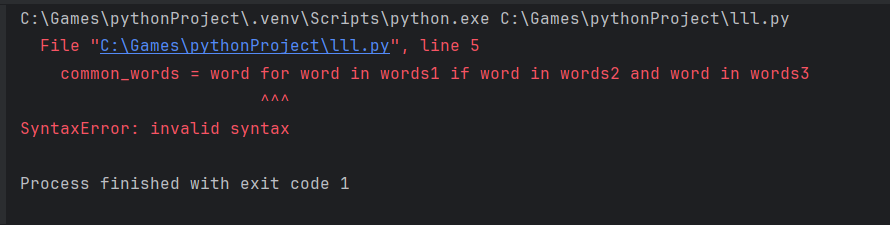 C:\Games\pythonProject\.venv\Scripts\python.exe C:\Games\pythonProject\lll.py
  File "C:\Games\pythonProject\lll.py", line 5
    common_words = word for word in words1 if word in words2 and word in words3
                        ^^^
SyntaxError: invalid syntax

Process finished with exit code 1